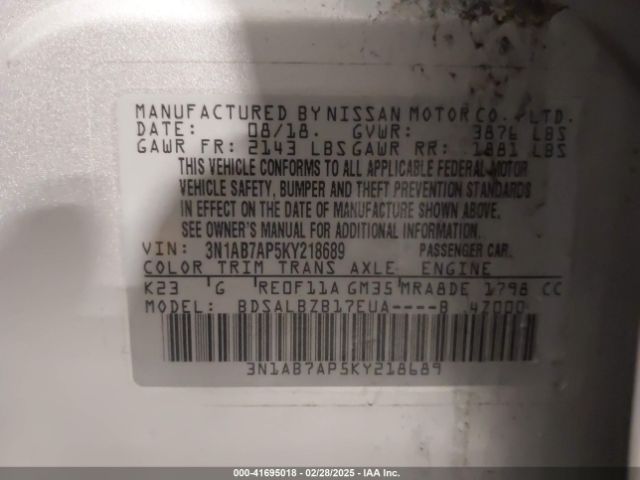 MANUFACTURED BY NISSAN MOTOR CO., LTD.
DATE: 08/18. GVWR: 3876 LBS
GAWR FR: 2143 LBS GAWR RR: 1881 LBS
THIS VEHICLE CONFORMS TO ALL APPLICABLE FEDERAL MOTOR
VEHICLE SAFETY, BUMPER AND THEFT PREVENTION STANDARDS
IN EFFECT ON THE DATE OF MANUFACTURE SHOWN ABOVE.
SEE OWNER'S MANUAL FOR ADDITIONAL INFORMATION.
VIN: 3N1AB7AP5KY218689 PASSENGER CAR.
COLOR TRIM TRANS AXLE ENGINE
K23 G RE0F11A GM35 MRA8DE 1798 CC
MODEL: BDSALBZB17EUA----B 4Z000
3N1AB7AP5KY218689
000-41695018 | 02/28/2025 - IAA Inc.